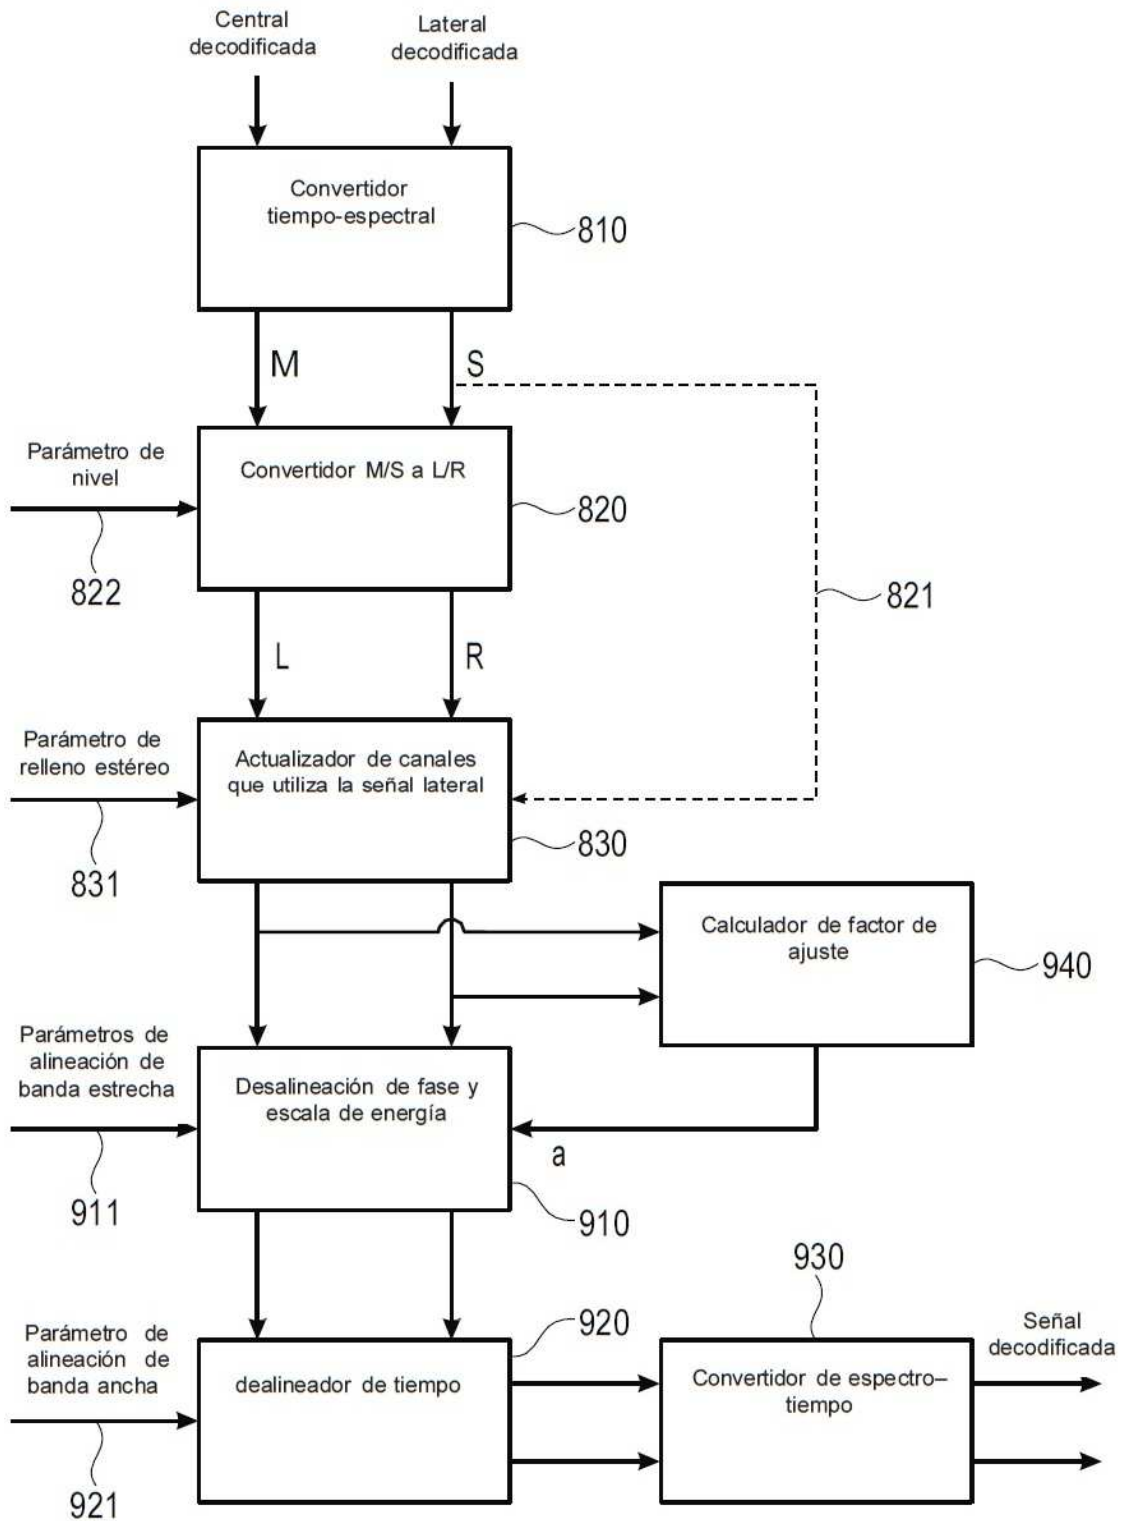 Central
decodificada
Lateral
decodificada
Convertidor
tiempo-espectral
810
M
S
Parámetro de
nivel
Convertidor M/S a L/R
820
822
821
L
R
Parámetro de
relleno estéreo
Actualizador de canales
que utiliza la señal lateral
830
831
Calculador de factor de
ajuste
940
Parámetros de
alineación de
banda estrecha
Desalineación de fase y
escala de energía
a
911
910
930
920
Parámetro de
alineación de
banda ancha
dealineador de tiempo
Convertidor de espectro–
tiempo
Señal
decodificada
921